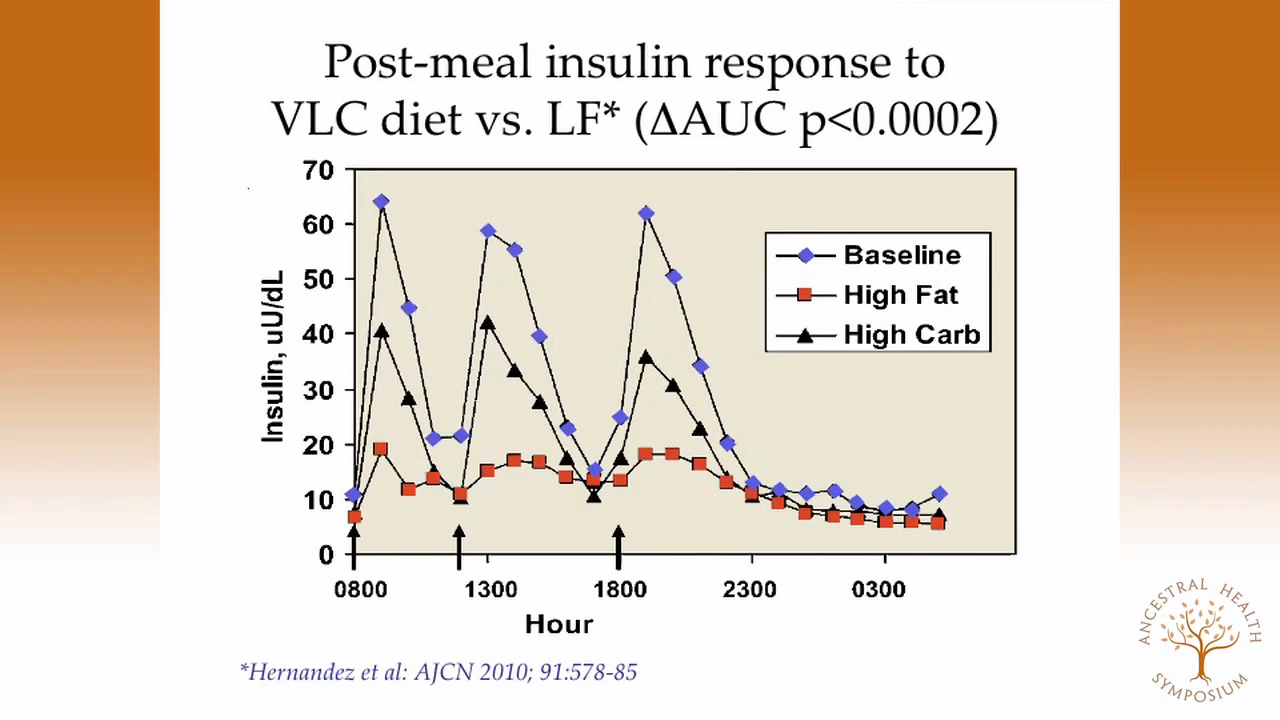 Post-meal insulin response to
VLC diet vs. LF* (ΔAUC p<0.0002)
70
60
50
40
30
20
10
0
Insulin, uU/dL
Baseline
High Fat
High Carb
0800 1300 1800 2300 0300
Hour
*Hernandez et al: AJCN 2010; 91:578-85
ANCESTRAL HEALTH
SYMPOSIUM